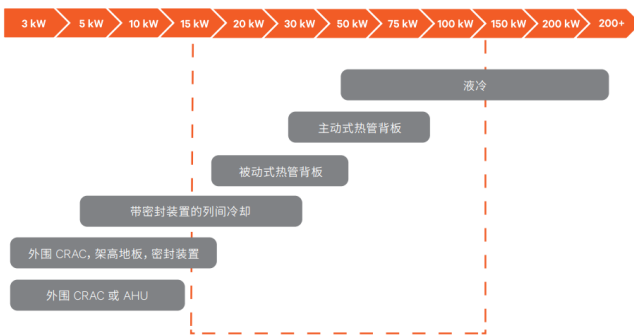 3 kW 5 kW 10 kW 15 kW 20 kW 30 kW 50 kW 75 kW 100 kW 150 kW 200 kW 200+
液冷
主动式热管背板
被动式热管背板
带密封装置的列间冷却
外围 CRAC，架高地板，密封装置
外围 CRAC 或 AHU